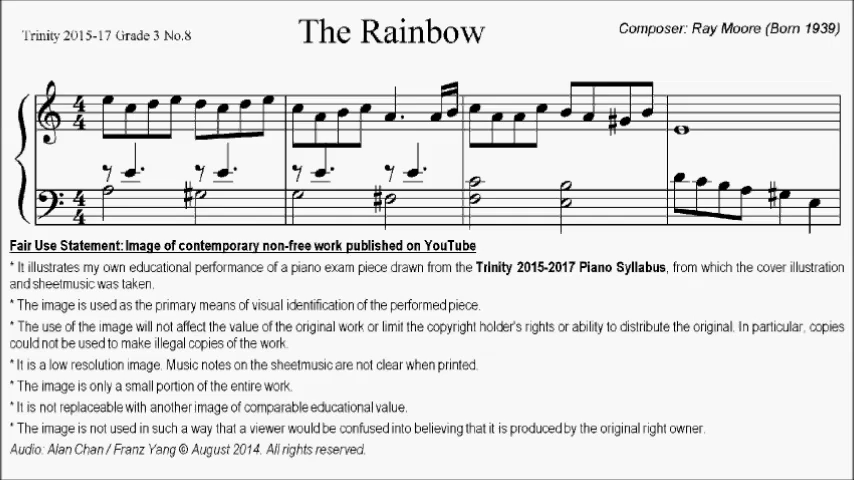 Trinity 2015-17 Grade 3 No.8
The Rainbow
Composer: Ray Moore (Born 1939)
4
4
4
4
Fair Use Statement: Image of contemporary non-free work published on YouTube
* It illustrates my own educational performance of a piano exam piece drawn from the Trinity 2015-2017 Piano Syllabus, from which the cover illustration
and sheetmusic was taken.
* The image is used as the primary means of visual identification of the performed piece.
* The use of the image will not affect the value of the original work or limit the copyright holder's rights or ability to distribute the original. In particular, copies
could not be used to make illegal copies of the work.
* It is a low resolution image. Music notes on the sheetmusic are not clear when printed.
* The image is only a small portion of the entire work.
* It is not replaceable with another image of comparable educational value.
* The image is not used in such a way that a viewer would be confused into believing that it is produced by the original right owner.
Audio: Alan Chan / Franz Yang © August 2014. All rights reserved.